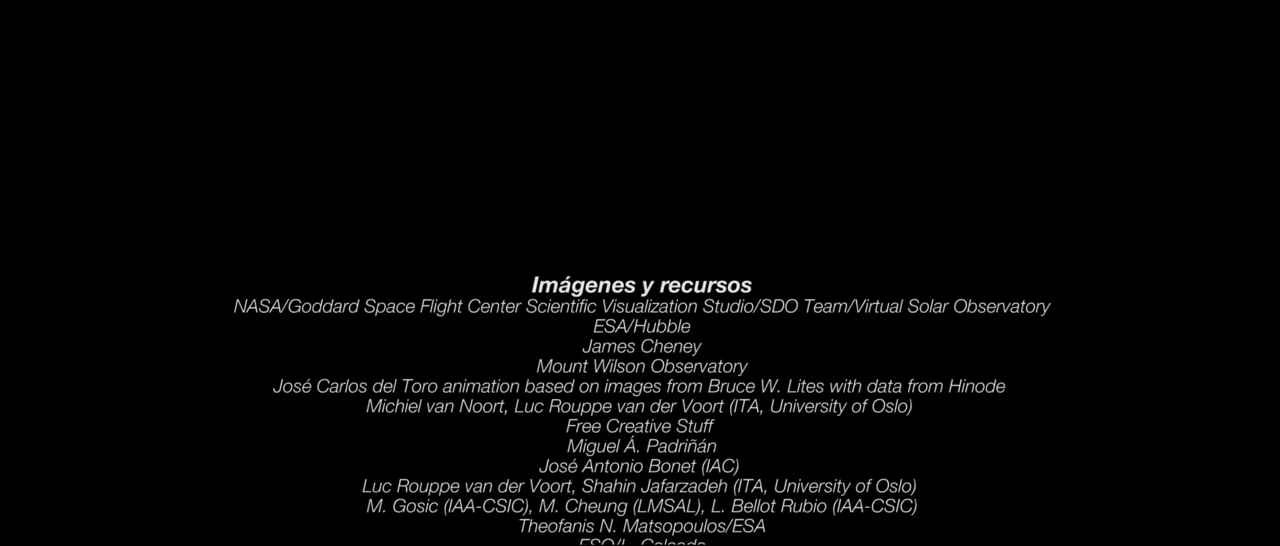 Imágenes y recursos
NASA/Goddard Space Flight Center Scientific Visualization Studio/SDO Team/Virtual Solar Observatory
ESA/Hubble
James Cheney
Mount Wilson Observatory
José Carlos del Toro animation based on images from Bruce W. Lites with data from Hinode
Michiel van Noort, Luc Rouppe van der Voort (ITA, University of Oslo)
Free Creative Stuff
Miguel Á. Padriñán
José Antonio Bonet (IAC)
Luc Rouppe van der Voort, Shahin Jafarzadeh (ITA, University of Oslo)
M. Gosic (IAA-CSIC), M. Cheung (LMSAL), L. Bellot Rubio (IAA-CSIC)
Theofanis N. Matsopoulos/ESA